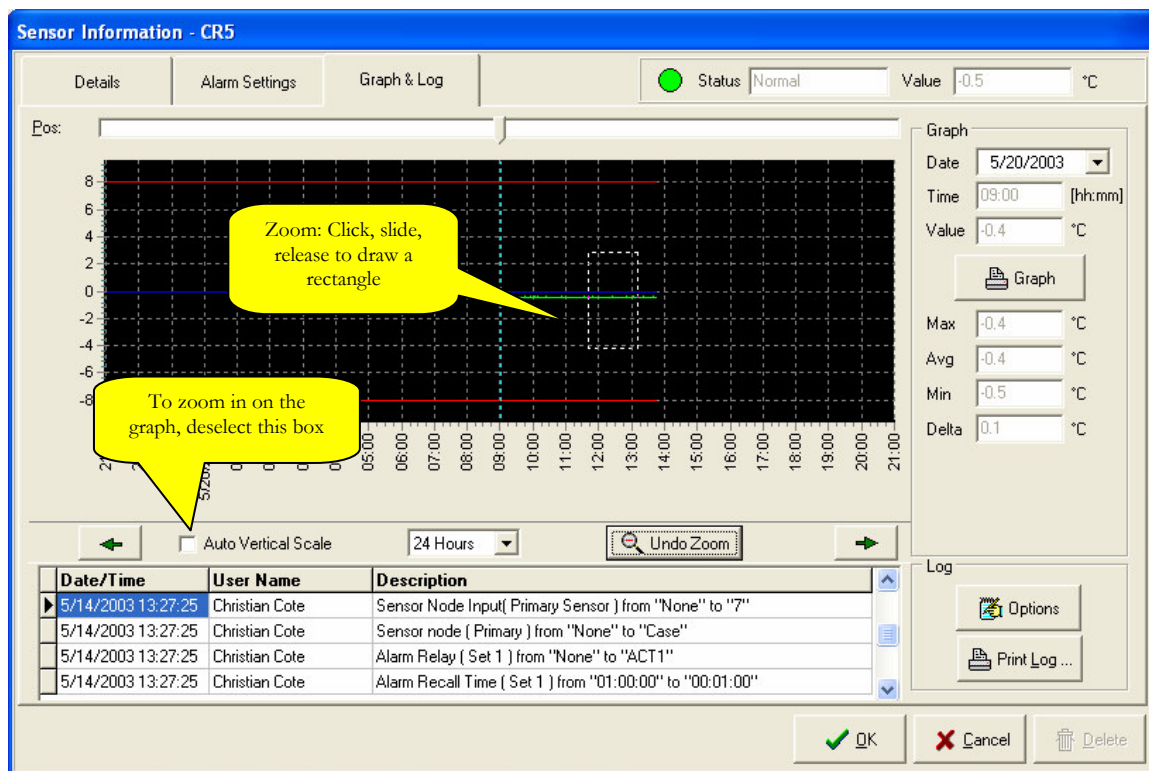 Sensor Information - CR5
Details
Alarm Settings
Graph & Log
Status Normal
Value -0.5 °C
Pos:
8
6
4
2
0
-2
-4
-6
-8
Zoom: Click, slide,
release to draw a
rectangle
To zoom in on the
graph, deselect this box
05:00
06:00
07:00
08:00
09:00
10:00
11:00
12:00
13:00
14:00
15:00
16:00
17:00
18:00
19:00
20:00
21:00
Graph
Date 5/20/2003
Time 09:00 [hh:mm]
Value -0.4 °C
Graph
Max -0.4 °C
Avg -0.4 °C
Min -0.5 °C
Delta 0.1 °C
Auto Vertical Scale
24 Hours
Undo Zoom
Date/Time User Name Description
5/14/2003 13:27:25 Christian Cote Sensor Node Input( Primary Sensor ) from "None" to "7"
5/14/2003 13:27:25 Christian Cote Sensor node ( Primary ) from "None" to "Case"
5/14/2003 13:27:25 Christian Cote Alarm Relay ( Set 1 ) from "None" to "ACT1"
5/14/2003 13:27:25 Christian Cote Alarm Recall Time ( Set 1 ) from "01:00:00" to "00:01:00"
Log
Options
Print Log ...
OK
Cancel
Delete